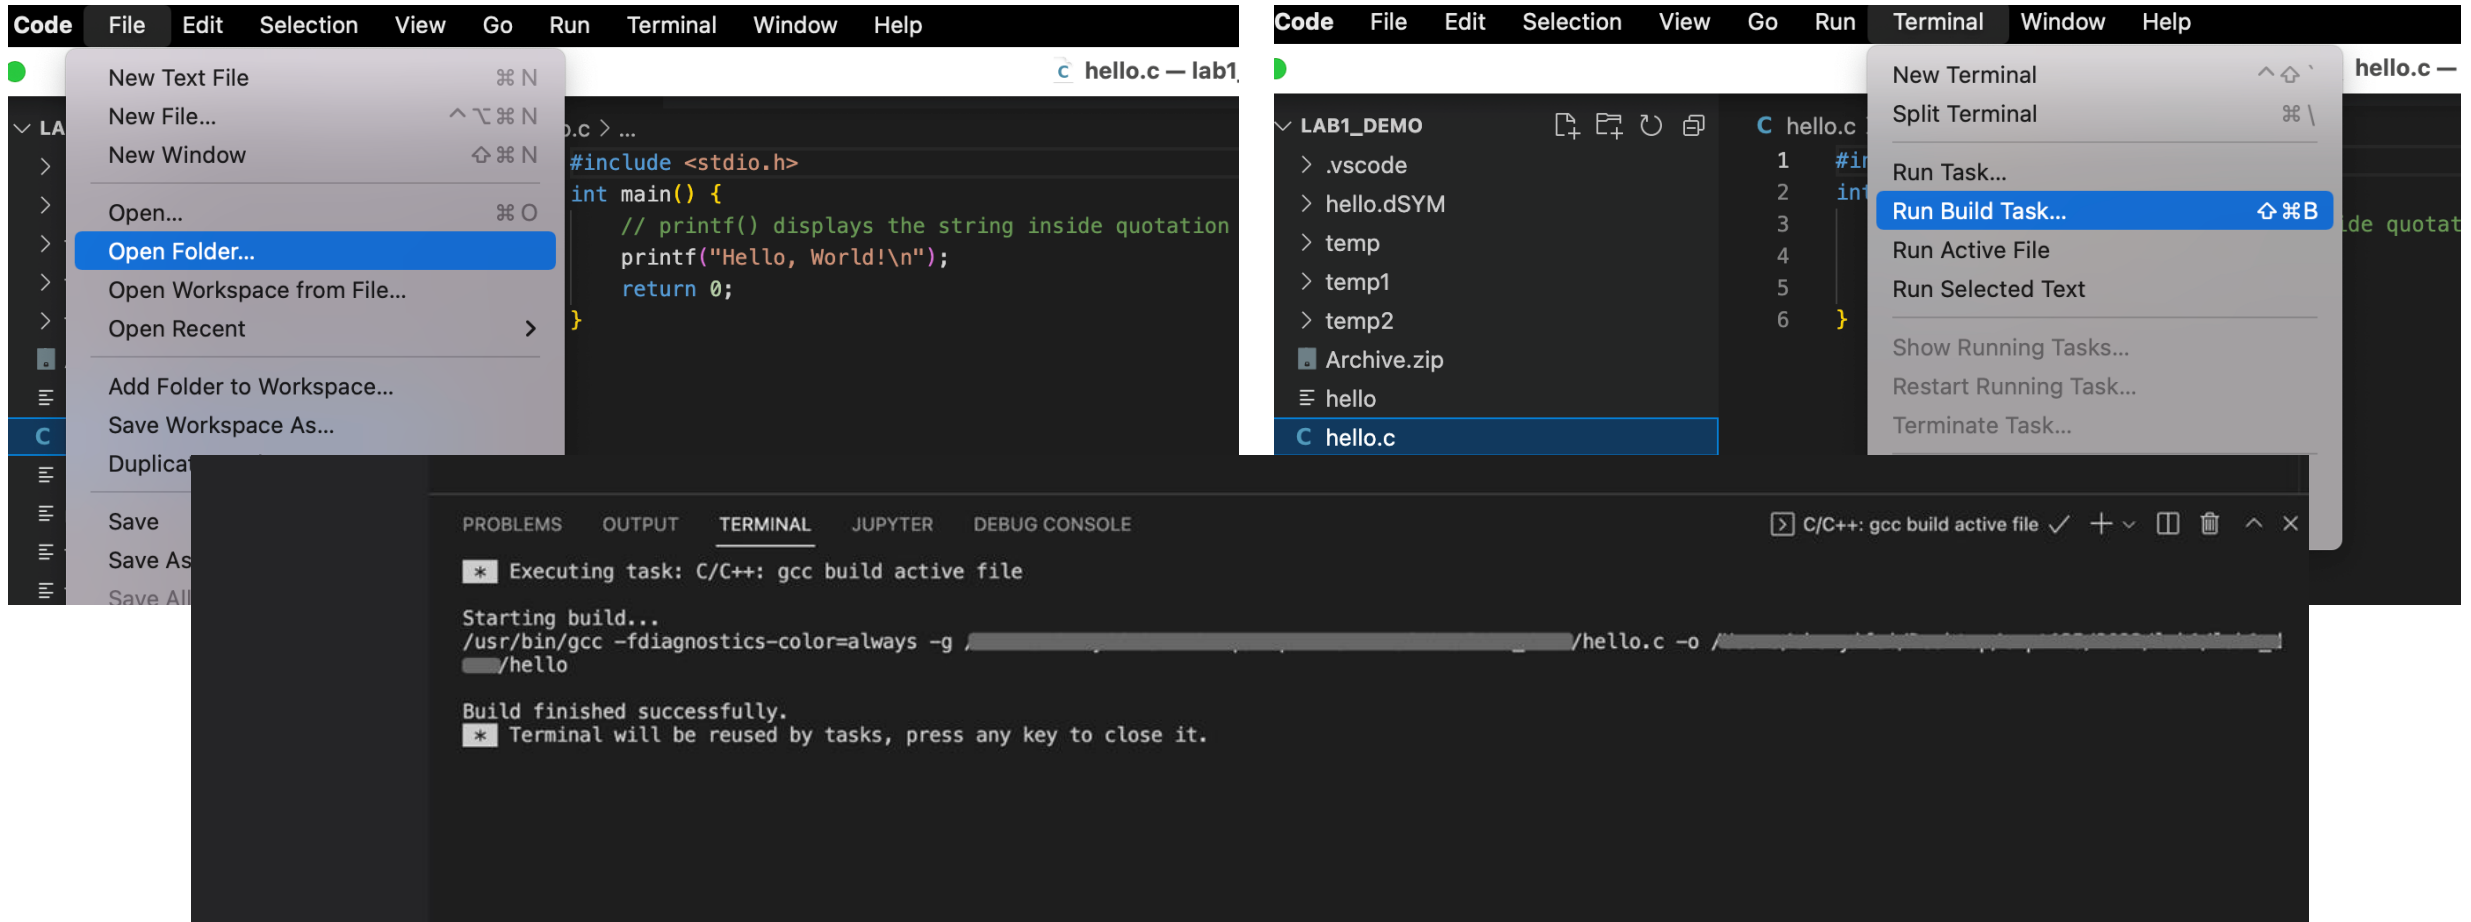 Code File Edit Selection View Go Run Terminal Window Help
hello.c — lab1_
New Text File ⌘ N
New File... ^⌥⌘ N
New Window ⇧⌘ N
Open... ⌘ O
Open Folder...
Open Workspace from File...
Open Recent
Add Folder to Workspace...
Save Workspace As...
Save
Save As
Save All
LA
.c > ...
#include <stdio.h>
int main() {
// printf() displays the string inside quotation
printf("Hello, World!\n");
return 0;
}
Code File Edit Selection View Go Run Terminal Window Help
hello.c —
LAB1_DEMO
.vscode
hello.dSYM
temp
temp1
temp2
Archive.zip
hello
C hello.c
C hello.c
1 #in
2 int
3 ide quotat
4
5
6 }
New Terminal ^⇧`
Split Terminal ⌘\
Run Task...
Run Build Task... ⇧⌘B
Run Active File
Run Selected Text
Show Running Tasks...
Restart Running Task...
Terminate Task...
PROBLEMS OUTPUT TERMINAL JUPYTER DEBUG CONSOLE C/C++: gcc build active file
* Executing task: C/C++: gcc build active file
Starting build...
/usr/bin/gcc -fdiagnostics-color=always -g /hello.c -o /
/hello
Build finished successfully.
* Terminal will be reused by tasks, press any key to close it.